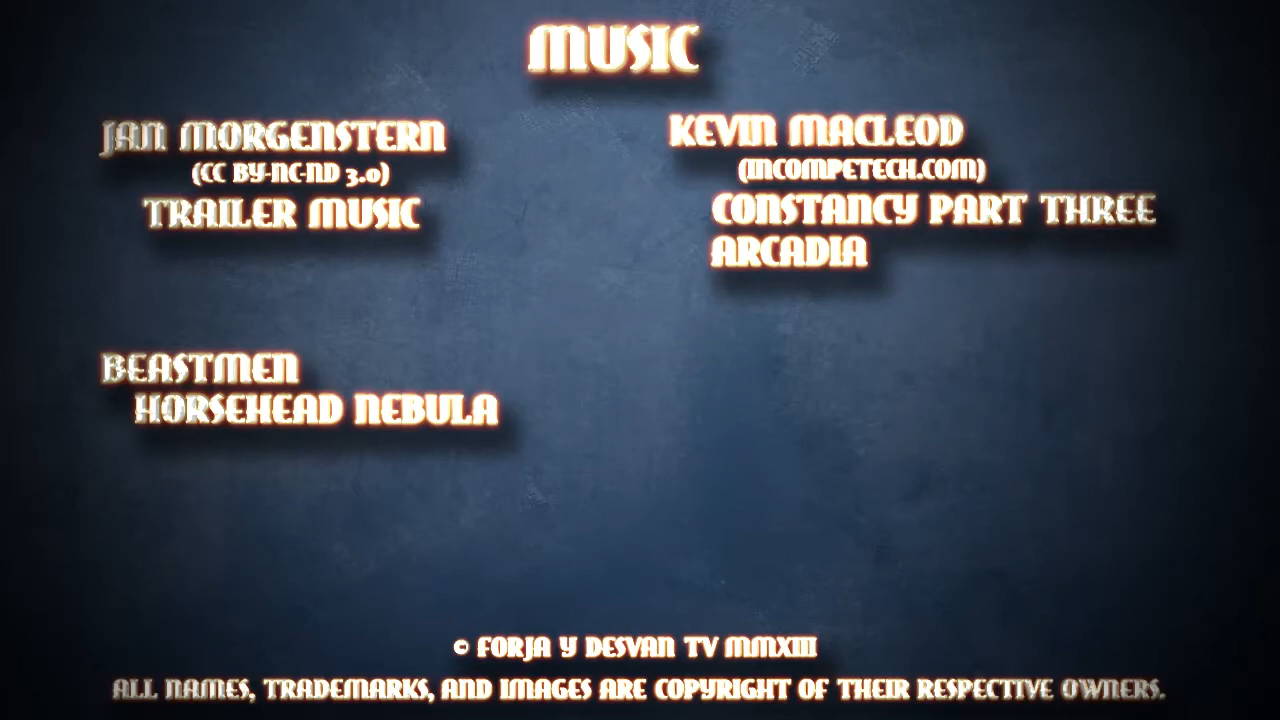 MUSIC
JAN MORGENSTERN
(CC BY-NC-ND 3.0)
TRAILER MUSIC
KEVIN MACLEOD
(INCOMPETECH.COM)
CONSTANCY PART THREE
ARCADIA
BEASTMEN
HORSEHEAD NEBULA
© FORJA Y DESVAN TV MMXIII
ALL NAMES, TRADEMARKS, AND IMAGES ARE COPYRIGHT OF THEIR RESPECTIVE OWNERS.